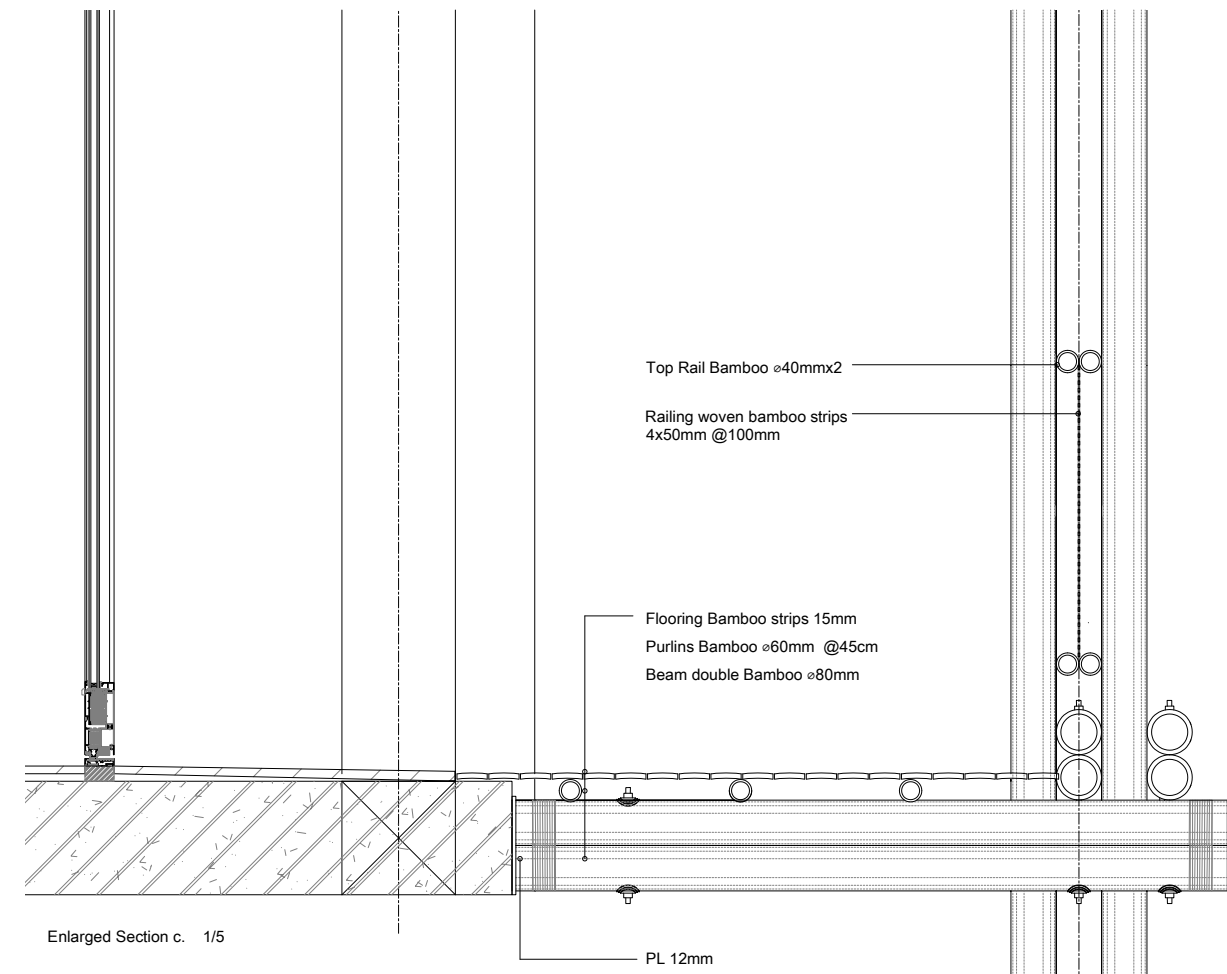 Top Rail Bamboo ⌀40mmx2
Railing woven bamboo strips
4x50mm @100mm
Flooring Bamboo strips 15mm
Purlins Bamboo ⌀60mm @45cm
Beam double Bamboo ⌀80mm
Enlarged Section c. 1/5
PL 12mm